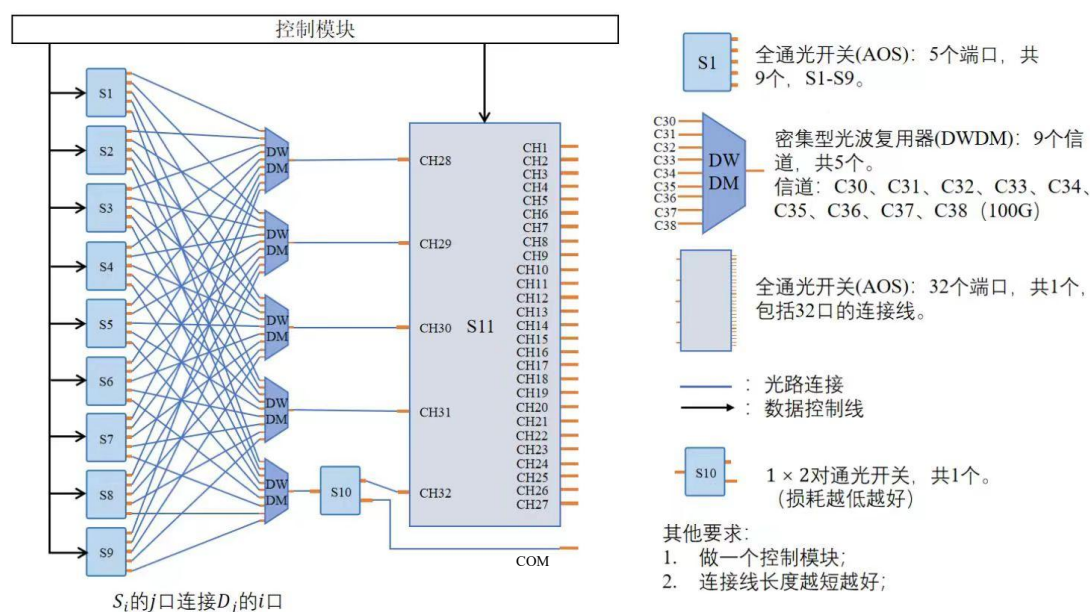 控制模块
S1
S2
S3
S4
S5
S6
S7
S8
S9
DW
DM
DW
DM
DW
DM
DW
DM
DW
DM
S10
CH28
CH29
CH30
CH31
CH32
S11
CH1
CH2
CH3
CH4
CH5
CH6
CH7
CH8
CH9
CH10
CH11
CH12
CH13
CH14
CH15
CH16
CH17
CH18
CH19
CH20
CH21
CH22
CH23
CH24
CH25
CH26
CH27
COM
S_i的j口连接D_j的i口
S1
全通光开关(AOS)：5个端口，共
9个，S1-S9。
C30
C31
C32
C33
C34
C35
C36
C37
C38
DW
DM
密集型光波复用器(DWDM)：9个信
道，共5个。
信道：C30、C31、C32、C33、C34、
C35、C36、C37、C38（100G）
全通光开关(AOS)：32个端口，共1个，
包括32口的连接线。
：光路连接
：数据控制线
S10
1 × 2对通光开关，共1个。
（损耗越低越好）
其他要求：
1. 做一个控制模块；
2. 连接线长度越短越好；